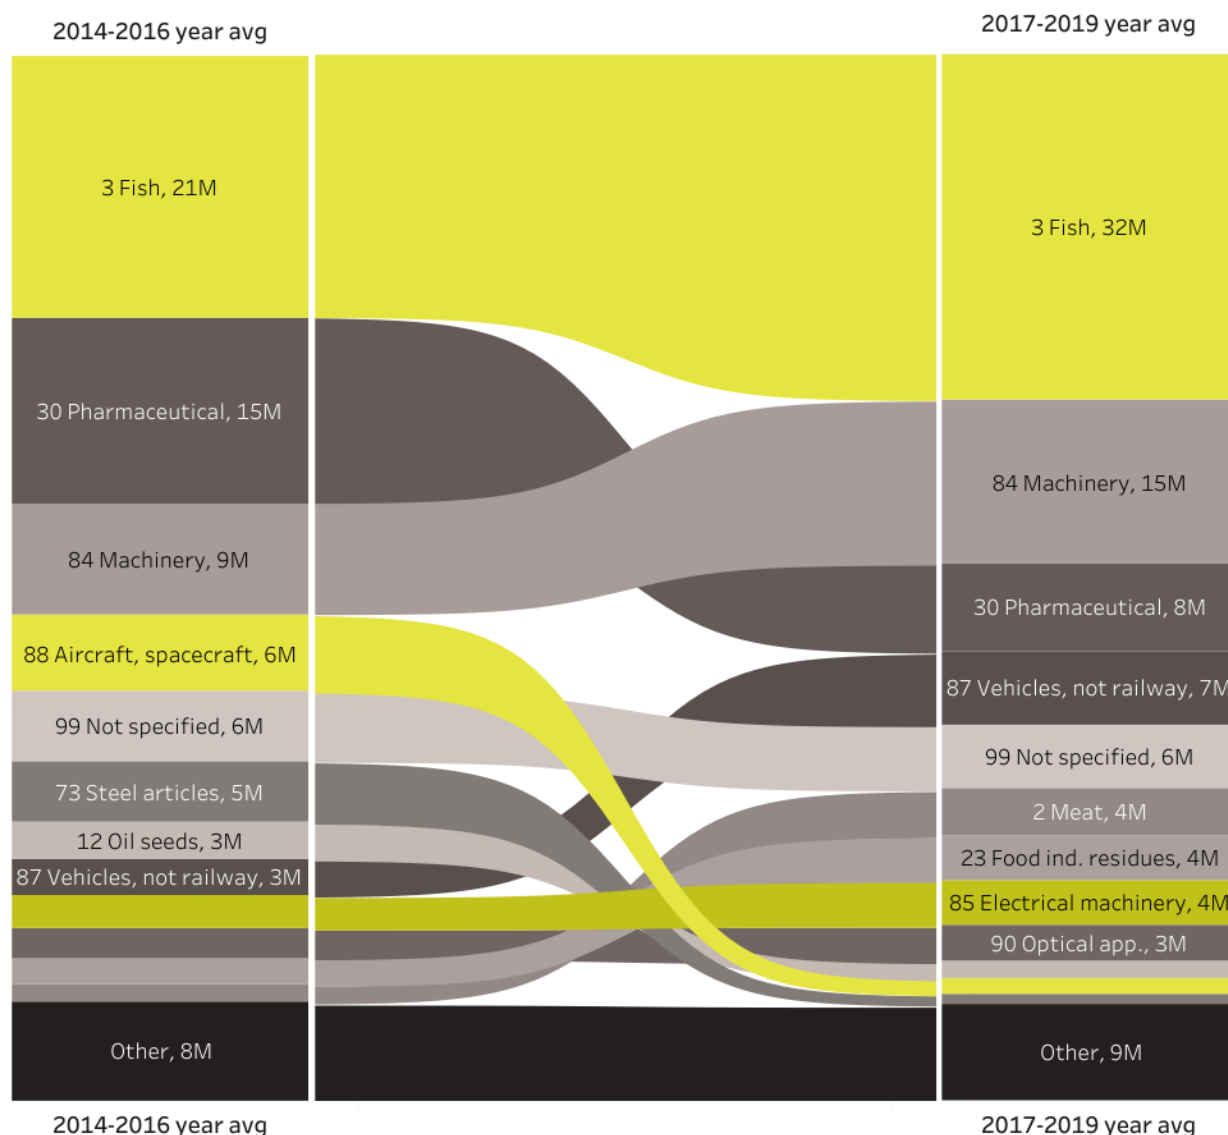 2014-2016 year avg
2017-2019 year avg
3 Fish, 21M
30 Pharmaceutical, 15M
84 Machinery, 9M
88 Aircraft, spacecraft, 6M
99 Not specified, 6M
73 Steel articles, 5M
12 Oil seeds, 3M
87 Vehicles, not railway, 3M
Other, 8M
3 Fish, 32M
84 Machinery, 15M
30 Pharmaceutical, 8M
87 Vehicles, not railway, 7M
99 Not specified, 6M
2 Meat, 4M
23 Food ind. residues, 4M
85 Electrical machinery, 4M
90 Optical app., 3M
Other, 9M
2014-2016 year avg
2017-2019 year avg